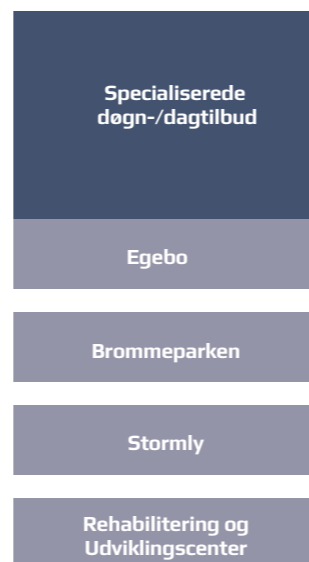 Specialiserede
døgn-/dagtilbud
Egebo
Brommeparken
Stormly
Rehabilitering og
Udviklingscenter